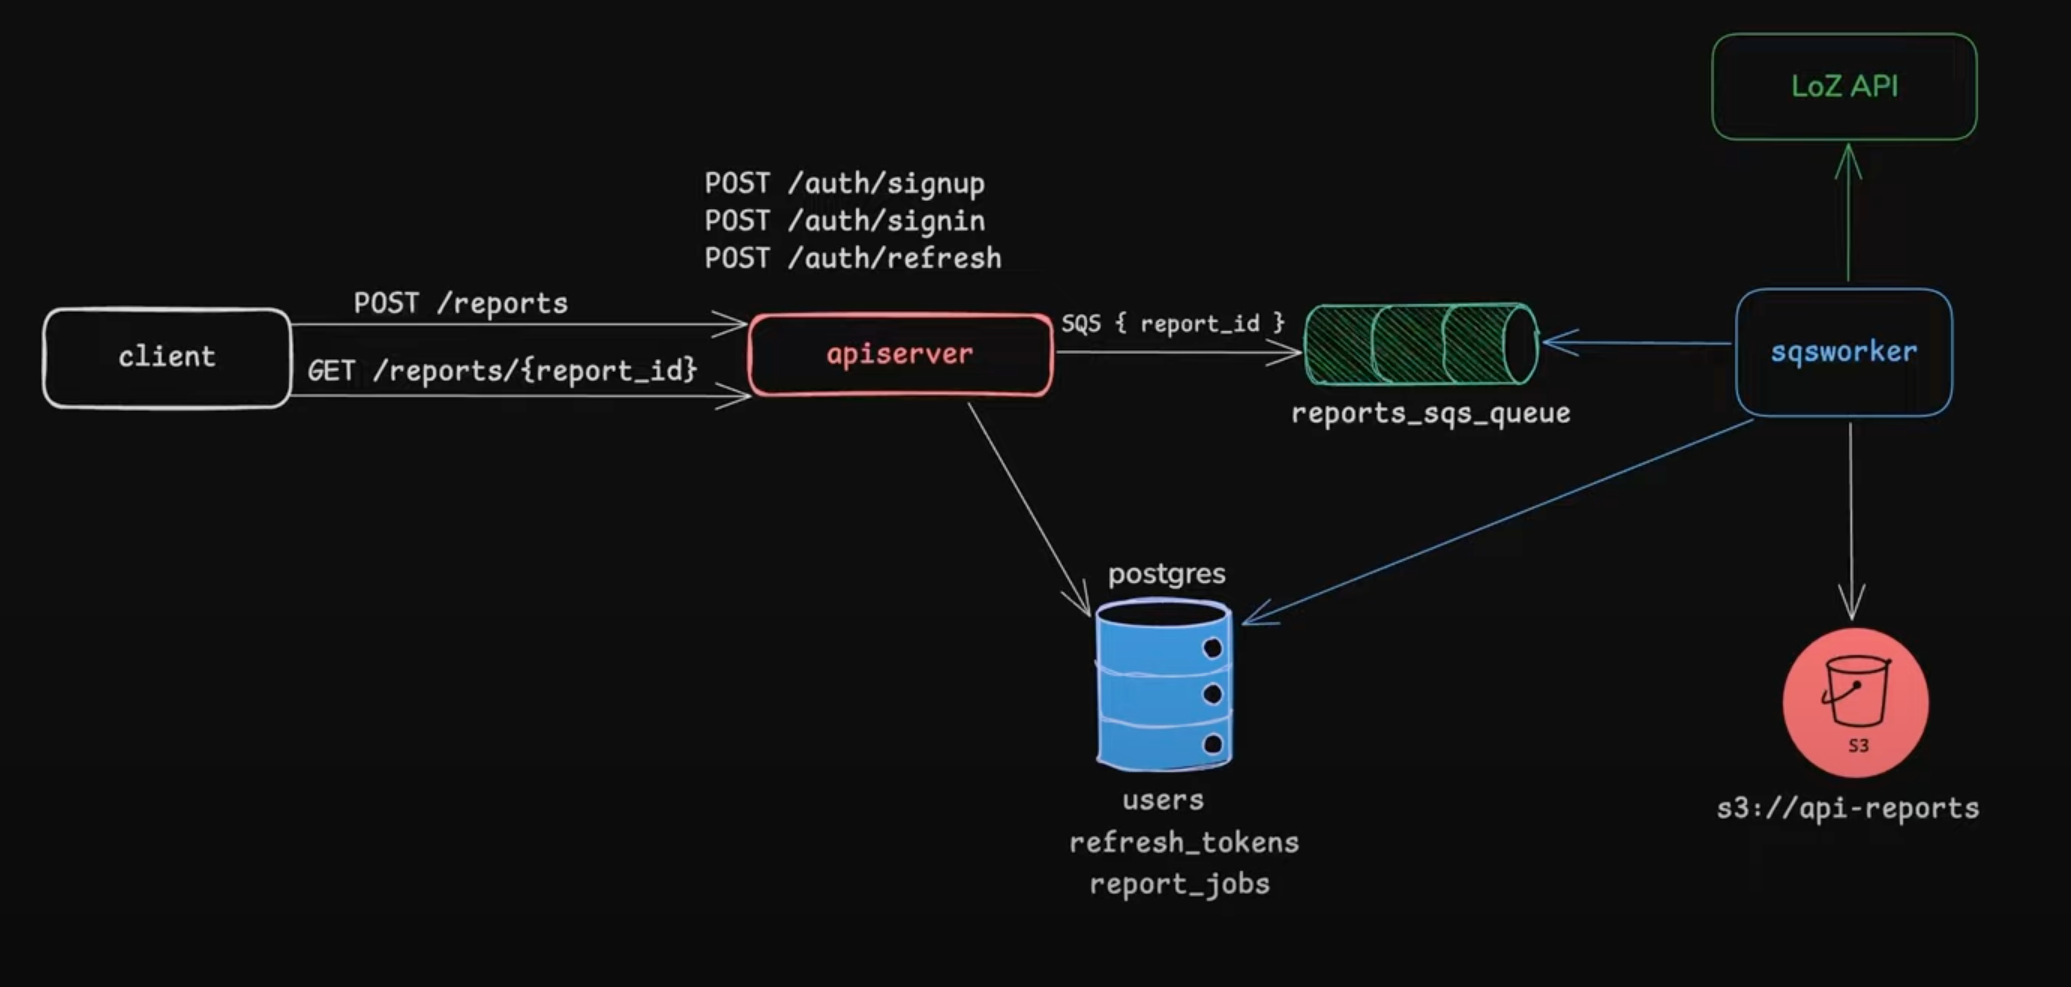 LoZ API
POST /auth/signup
POST /auth/signin
POST /auth/refresh
POST /reports
GET /reports/{report_id}
client
apiserver
SQS { report_id }
reports_sqs_queue
sqsworker
postgres
users
refresh_tokens
report_jobs
S3
s3://api-reports